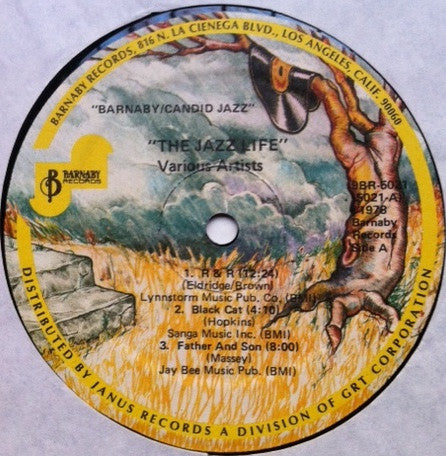 BARNABY RECORDS, 816 N. LA CIENEGA BLVD., LOS ANGELES, CALIF. 90060
"BARNABY/CANDID JAZZ"
"THE JAZZ LIFE"
Various Artists
B BARNABY
RECORDS
BR-5021
5021-A
1978
Barnaby
Records
Side A
1. R & R (12:24)
(Eldridge/Brown)
Lynnstorm Music Pub. Co. (BMI)
2. Black Cat (4:10)
(Hopkins)
Sanga Music Inc. (BMI)
3. Father And Son (8:00)
(Massey)
Jay Bee Music Pub. (BMI)
DISTRIBUTED BY JANUS RECORDS A DIVISION OF GRT CORPORATION